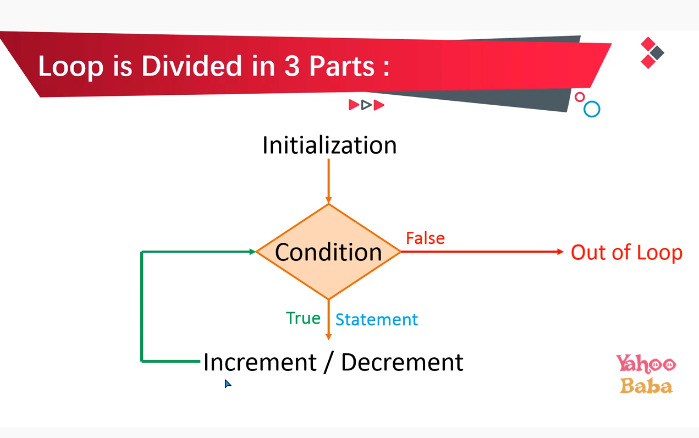 Loop is Divided in 3 Parts :
Initialization
Condition
False
Out of Loop
True
Statement
Increment / Decrement
Yahoo
Baba